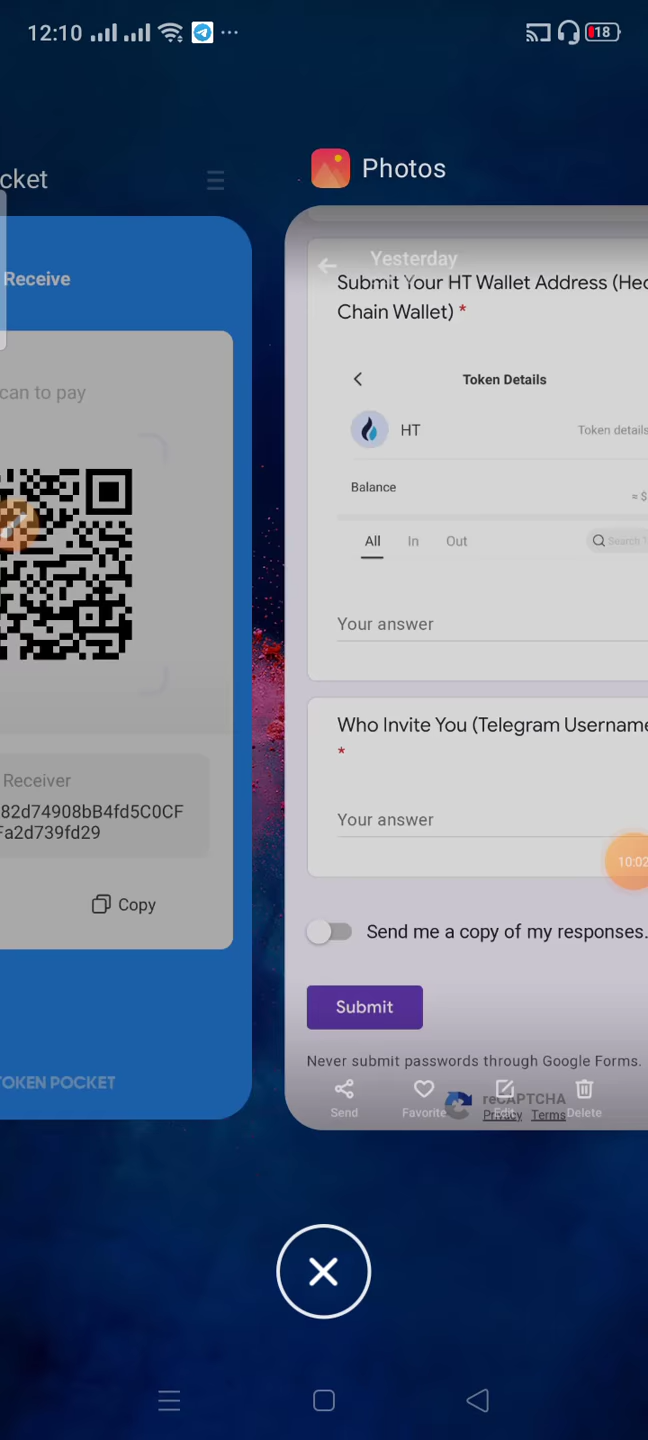 12:10
18
cket
Receive
can to pay
Receiver
82d74908bB4fd5C0CF
Fa2d739fd29
Copy
TOKEN POCKET
Photos
Yesterday
Submit Your HT Wallet Address (Hec
Chain Wallet) *
Token Details
HT
Token details
Balance
≈ $
All In Out
Search
Your answer
Who Invite You (Telegram Username
*
Your answer
10:02
Send me a copy of my responses.
Submit
Never submit passwords through Google Forms.
reCAPTCHA
Privacy Terms
Send Favorite Edit Delete